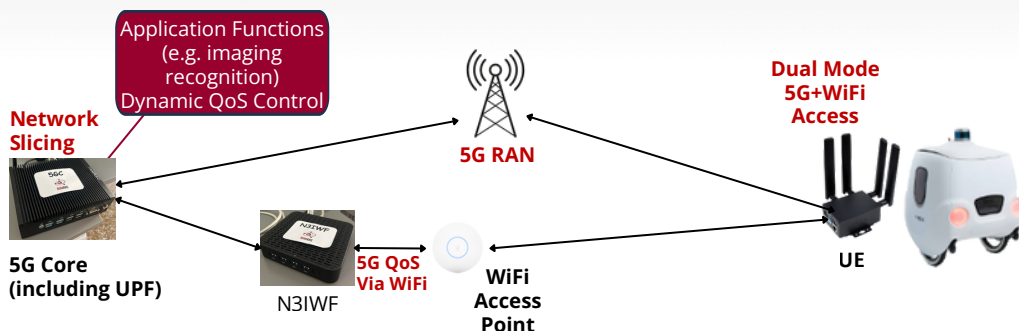 Application Functions
(e.g. imaging
recognition)
Dynamic QoS Control
Network
Slicing
5GC
5G Core
(including UPF)
N3IWF
N3IWF
5G QoS
Via WiFi
5G RAN
WiFi
Access
Point
Dual Mode
5G+WiFi
Access
UE